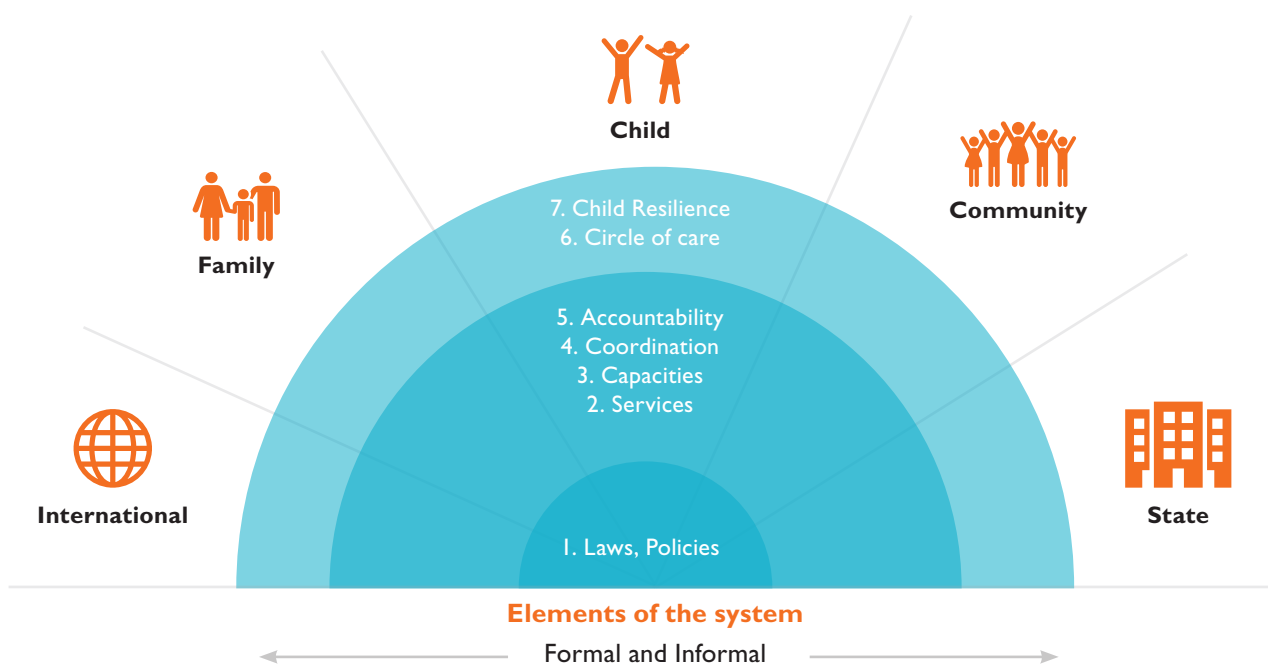 Child
Community
Family
7. Child Resilience
6. Circle of care
5. Accountability
4. Coordination
3. Capacities
2. Services
International
State
1. Laws, Policies
Elements of the system
Formal and Informal